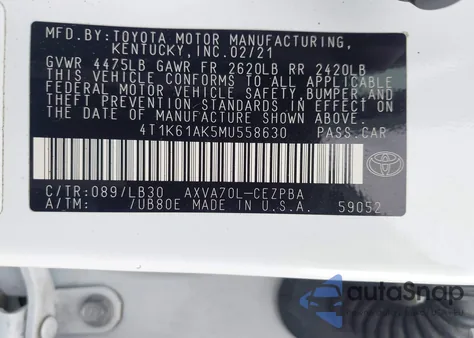 MFD.BY:TOYOTA MOTOR MANUFACTURING,
KENTUCKY,INC.02/21
GVWR 4475LB GAWR FR 2620LB RR 2420LB
THIS VEHICLE CONFORMS TO ALL APPLICABLE
FEDERAL MOTOR VEHICLE SAFETY,BUMPER AND
THEFT PREVENTION STANDARDS IN EFFECT ON
THE DATE OF MANUFACTURE SHOWN ABOVE.
4T1K61AK5MU558630 PASS.CAR
C/TR:089/LB30 AXVA70L-CEZPBA
A/TM: /UB80E MADE IN U.S.A. 59052
TOYOTA
autoSnap